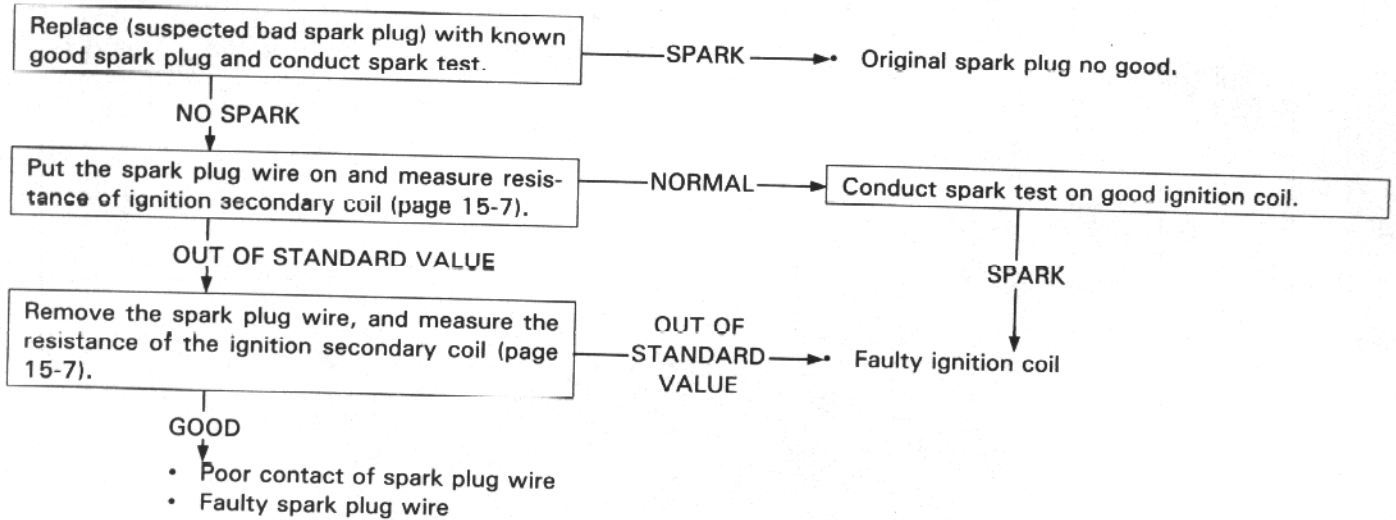 Replace (suspected bad spark plug) with known
good spark plug and conduct spark test.
SPARK
• Original spark plug no good.
NO SPARK
Put the spark plug wire on and measure resis-
tance of ignition secondary coil (page 15-7).
NORMAL
Conduct spark test on good ignition coil.
OUT OF STANDARD VALUE
SPARK
Remove the spark plug wire, and measure the
resistance of the ignition secondary coil (page
15-7).
OUT OF
STANDARD
VALUE
• Faulty ignition coil
GOOD
• Poor contact of spark plug wire
• Faulty spark plug wire